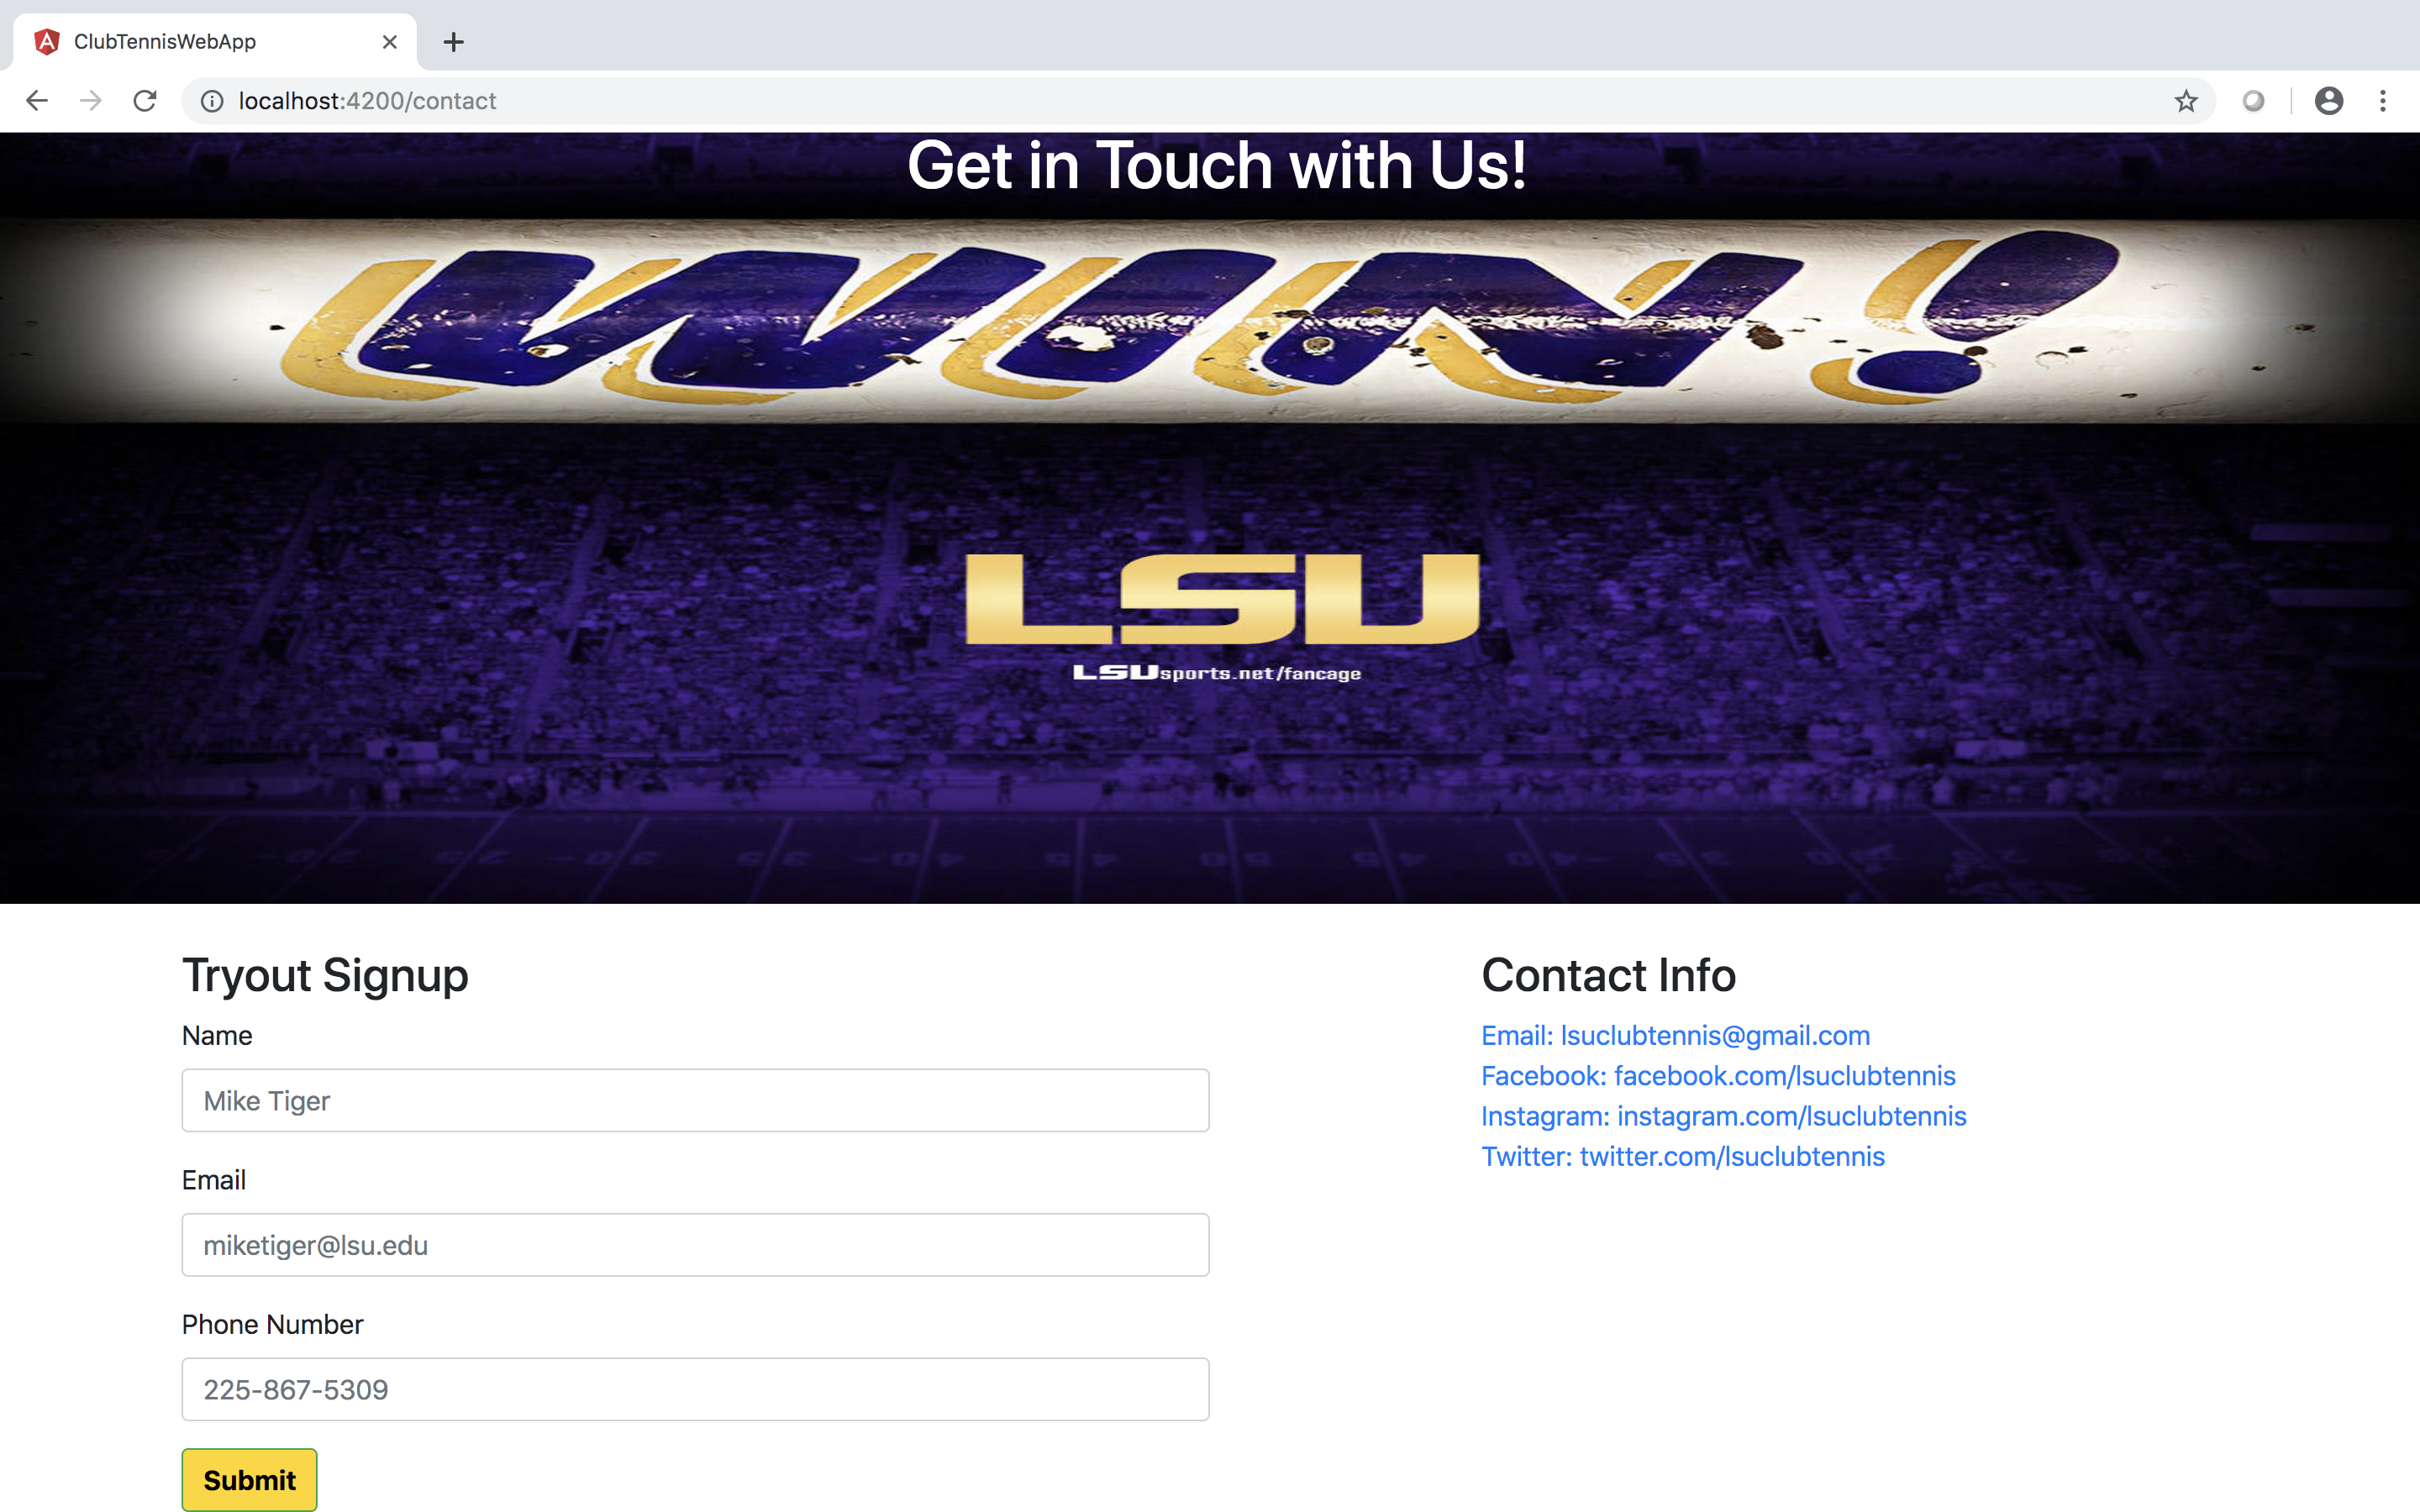 ClubTennisWebApp
localhost:4200/contact
Get in Touch with Us!
WIN!
LSU
LSUsports.net/fancage
Tryout Signup
Name
Mike Tiger
Email
miketiger@lsu.edu
Phone Number
225-867-5309
Submit
Contact Info
Email: lsuclubtennis@gmail.com
Facebook: facebook.com/lsuclubtennis
Instagram: instagram.com/lsuclubtennis
Twitter: twitter.com/lsuclubtennis